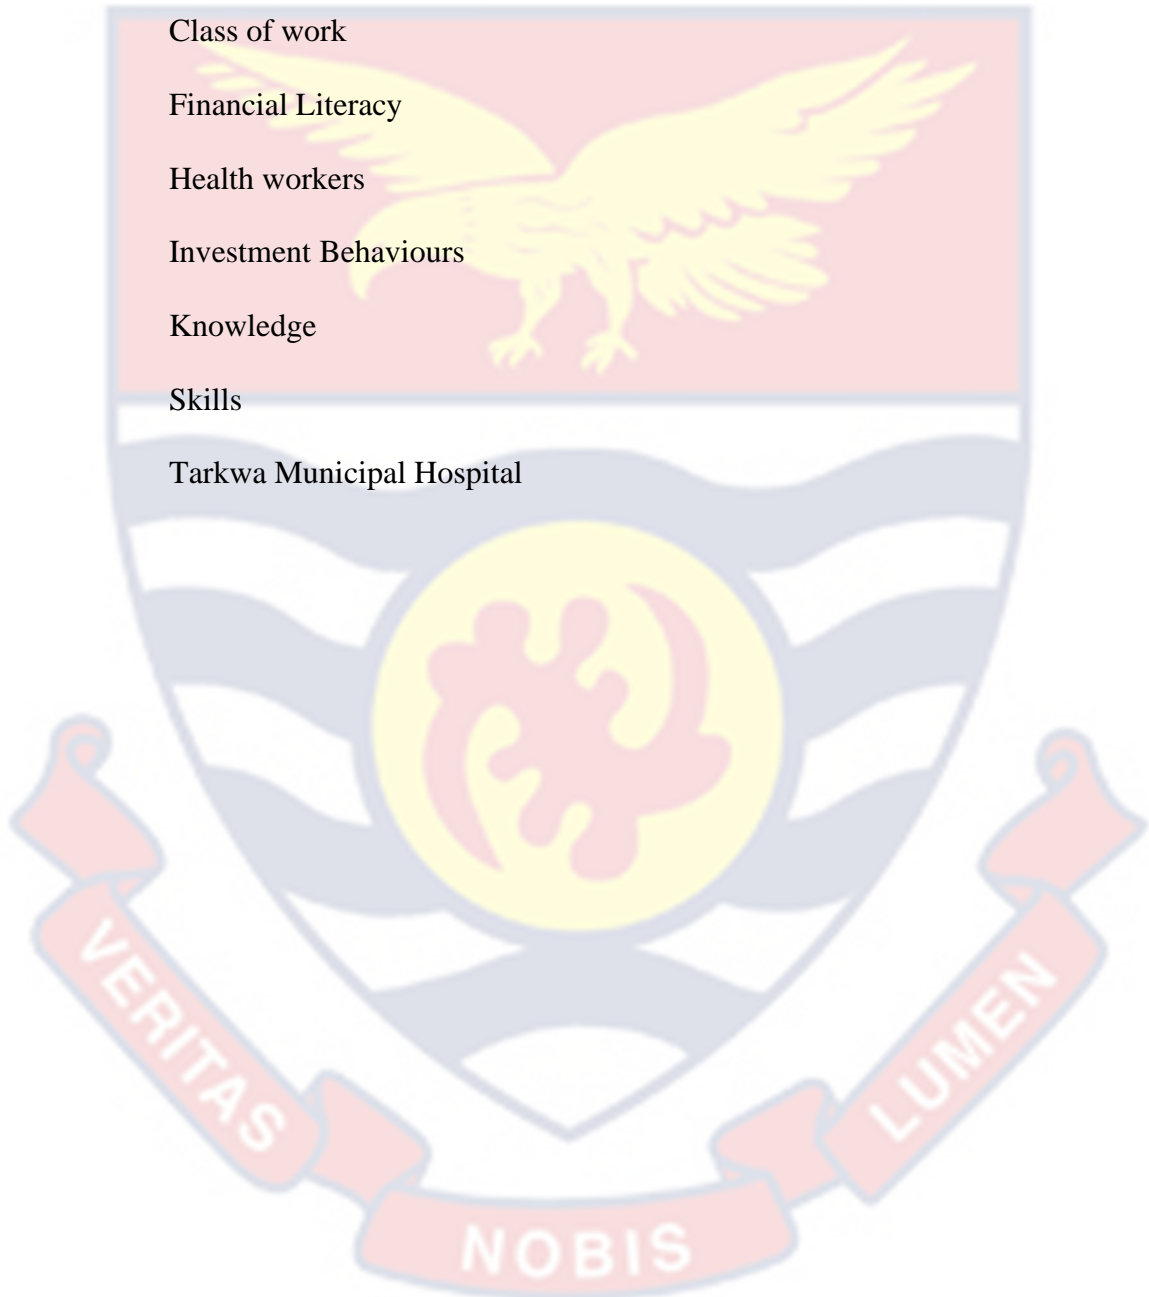 Class of work
Financial Literacy
Health workers
Investment Behaviours
Knowledge
Skills
Tarkwa Municipal Hospital
VERITAS
NOBIS
LUMEN